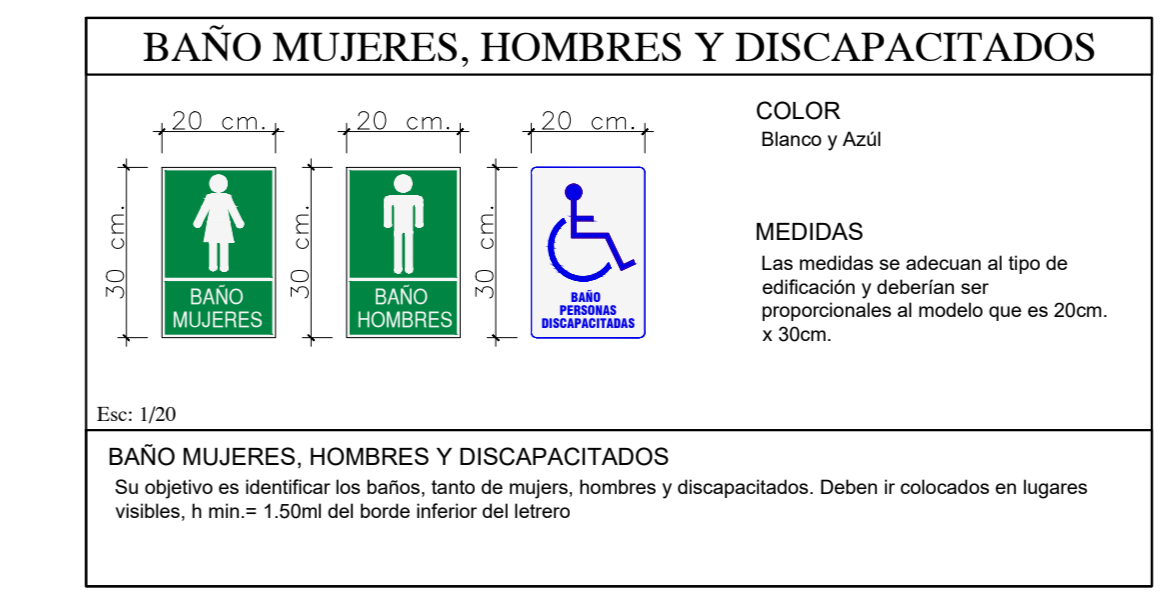 BAÑO MUJERES, HOMBRES Y DISCAPACITADOS
20 cm.
20 cm.
20 cm.
30 cm.
BAÑO
MUJERES
30 cm.
BAÑO
HOMBRES
30 cm.
BAÑO
PERSONAS
DISCAPACITADAS
COLOR
Blanco y Azúl
MEDIDAS
Las medidas se adecuan al tipo de
edificación y deberían ser
proporcionales al modelo que es 20cm.
x 30cm.
Esc: 1/20
BAÑO MUJERES, HOMBRES Y DISCAPACITADOS
Su objetivo es identificar los baños, tanto de mujers, hombres y discapacitados. Deben ir colocados en lugares
visibles, h min.= 1.50ml del borde inferior del letrero